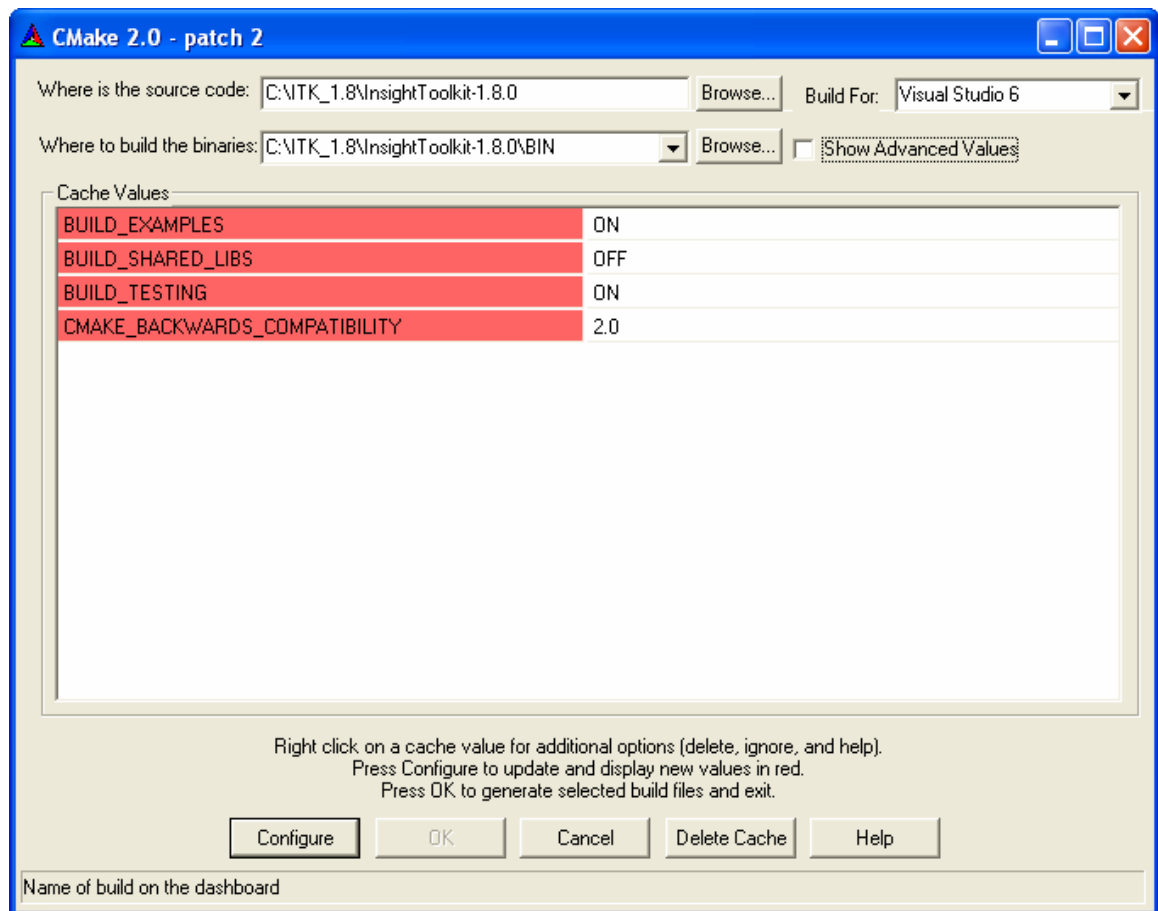 CMake 2.0 - patch 2
Where is the source code: C:\ITK_1.8\InsightToolkit-1.8.0 Browse... Build For: Visual Studio 6
Where to build the binaries: C:\ITK_1.8\InsightToolkit-1.8.0\BIN Browse... Show Advanced Values
Cache Values
BUILD_EXAMPLES ON
BUILD_SHARED_LIBS OFF
BUILD_TESTING ON
CMAKE_BACKWARDS_COMPATIBILITY 2.0
Right click on a cache value for additional options (delete, ignore, and help).
Press Configure to update and display new values in red.
Press OK to generate selected build files and exit.
Configure OK Cancel Delete Cache Help
Name of build on the dashboard